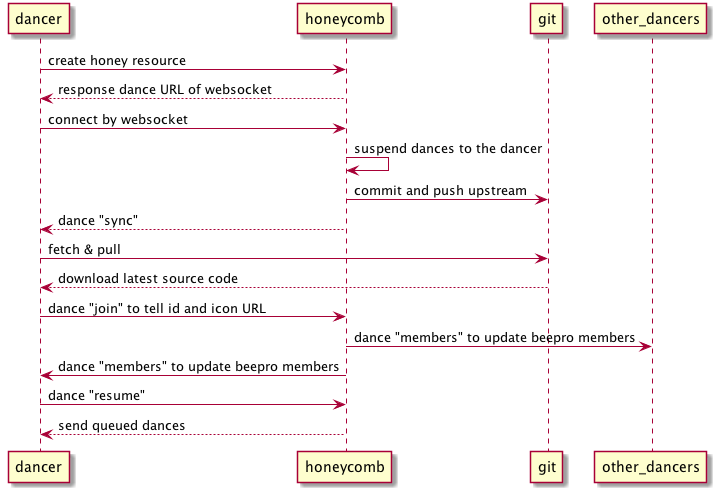 dancer honeycomb git other_dancers
create honey resource
response dance URL of websocket
connect by websocket
suspend dances to the dancer
commit and push upstream
dance "sync"
fetch & pull
download latest source code
dance "join" to tell id and icon URL
dance "members" to update beepro members
dance "members" to update beepro members
dance "resume"
send queued dances
dancer honeycomb git other_dancers